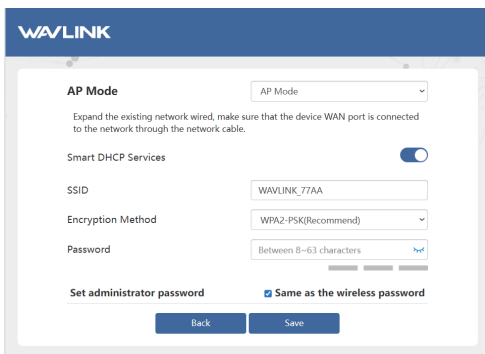 WAVLINK
AP Mode AP Mode
Expand the existing network wired, make sure that the device WAN port is connected
to the network through the network cable.
Smart DHCP Services
SSID WAVLINK_77AA
Encryption Method WPA2-PSK(Recommend)
Password Between 8~63 characters
Set administrator password Same as the wireless password
Back Save